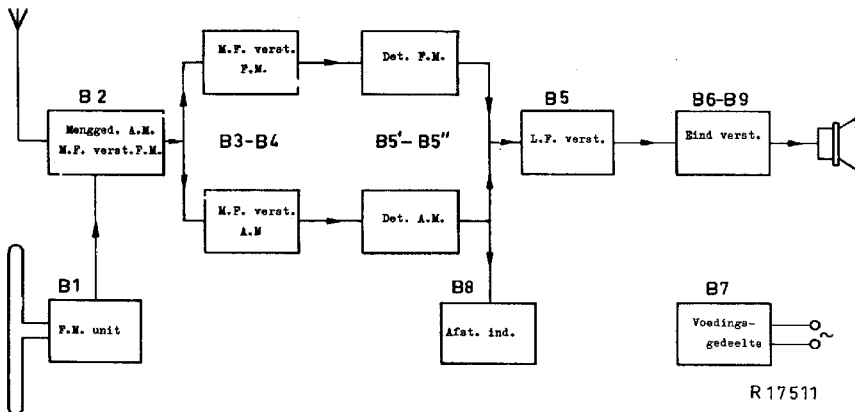 B2
Mengged. A.M.
M.F. verst.F.M.
M.F. verst.
F.M.
Det. F.M.
B3-B4
B5'- B5"
M.F. verst.
A.M
Det. A.M.
B5
L.F. verst.
B6-B9
Eind verst.
B1
F.M. unit
B8
Afst. ind.
B7
Voedings-
gedeelte
~
R 17511